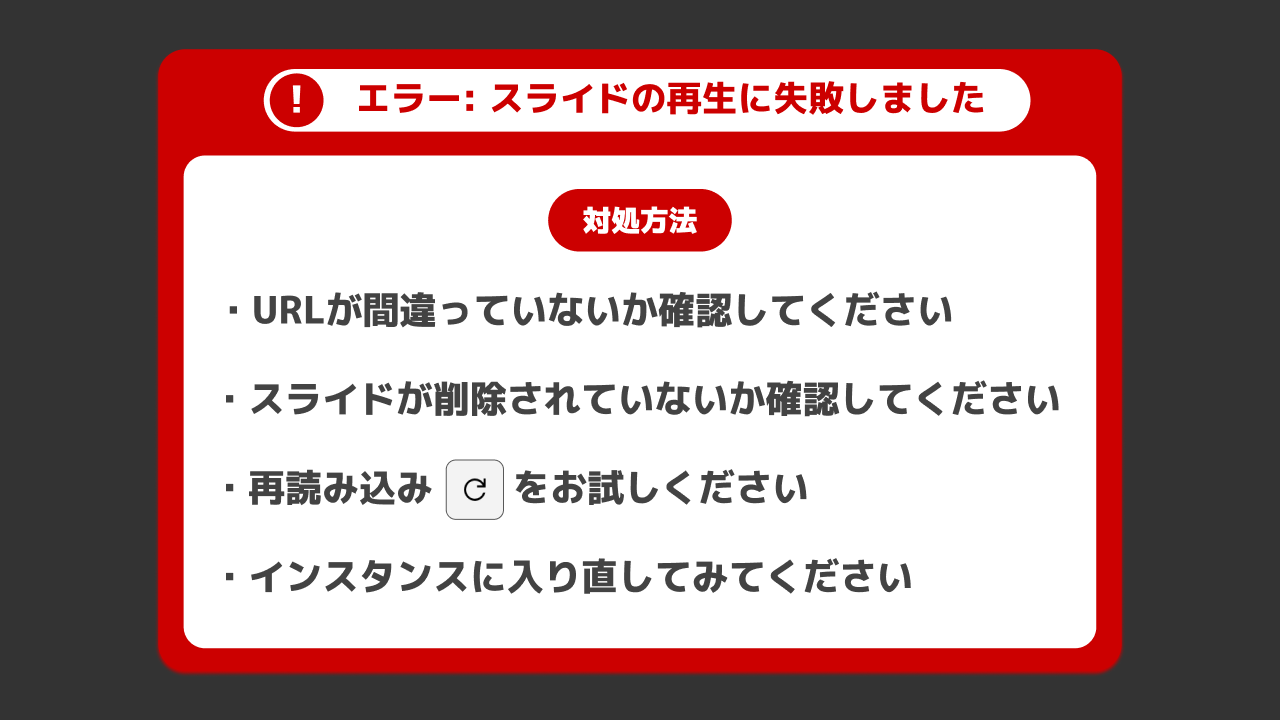 ! エラー: スライドの再生に失敗しました
対処方法
・URLが間違っていないか確認してください
・スライドが削除されていないか確認してください
・再読み込み をお試しください
・インスタンスに入り直してみてください